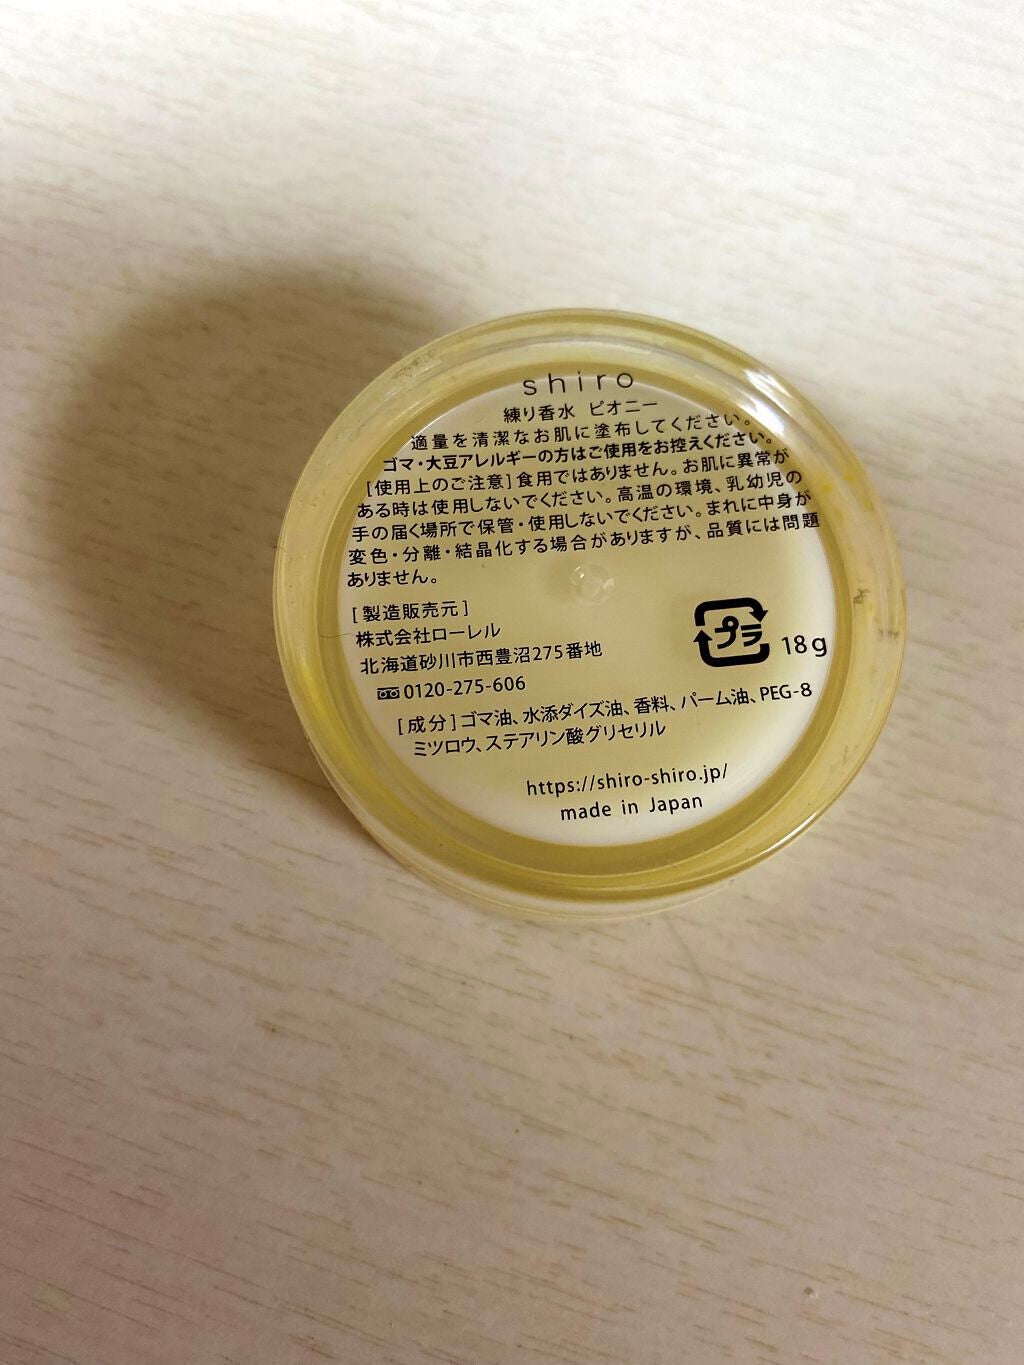 shiro
練り香水 ピオニー
適量を清潔なお肌に塗布してください。
ゴマ・大豆アレルギーの方はご使用をお控えください。
[使用上のご注意]食用ではありません。お肌に異常が
ある時は使用しないでください。高温の環境、乳幼児の
手の届く場所で保管・使用しないでください。まれに中身が
変色・分離・結晶化する場合がありますが、品質には問題
ありません。
[製造販売元]
株式会社ローレル
北海道砂川市西豊沼275番地
0120-275-606
プラ 18g
[成分]ゴマ油、水添ダイズ油、香料、パーム油、PEG-8
ミツロウ、ステアリン酸グリセリル
https://shiro-shiro.jp/
made in Japan